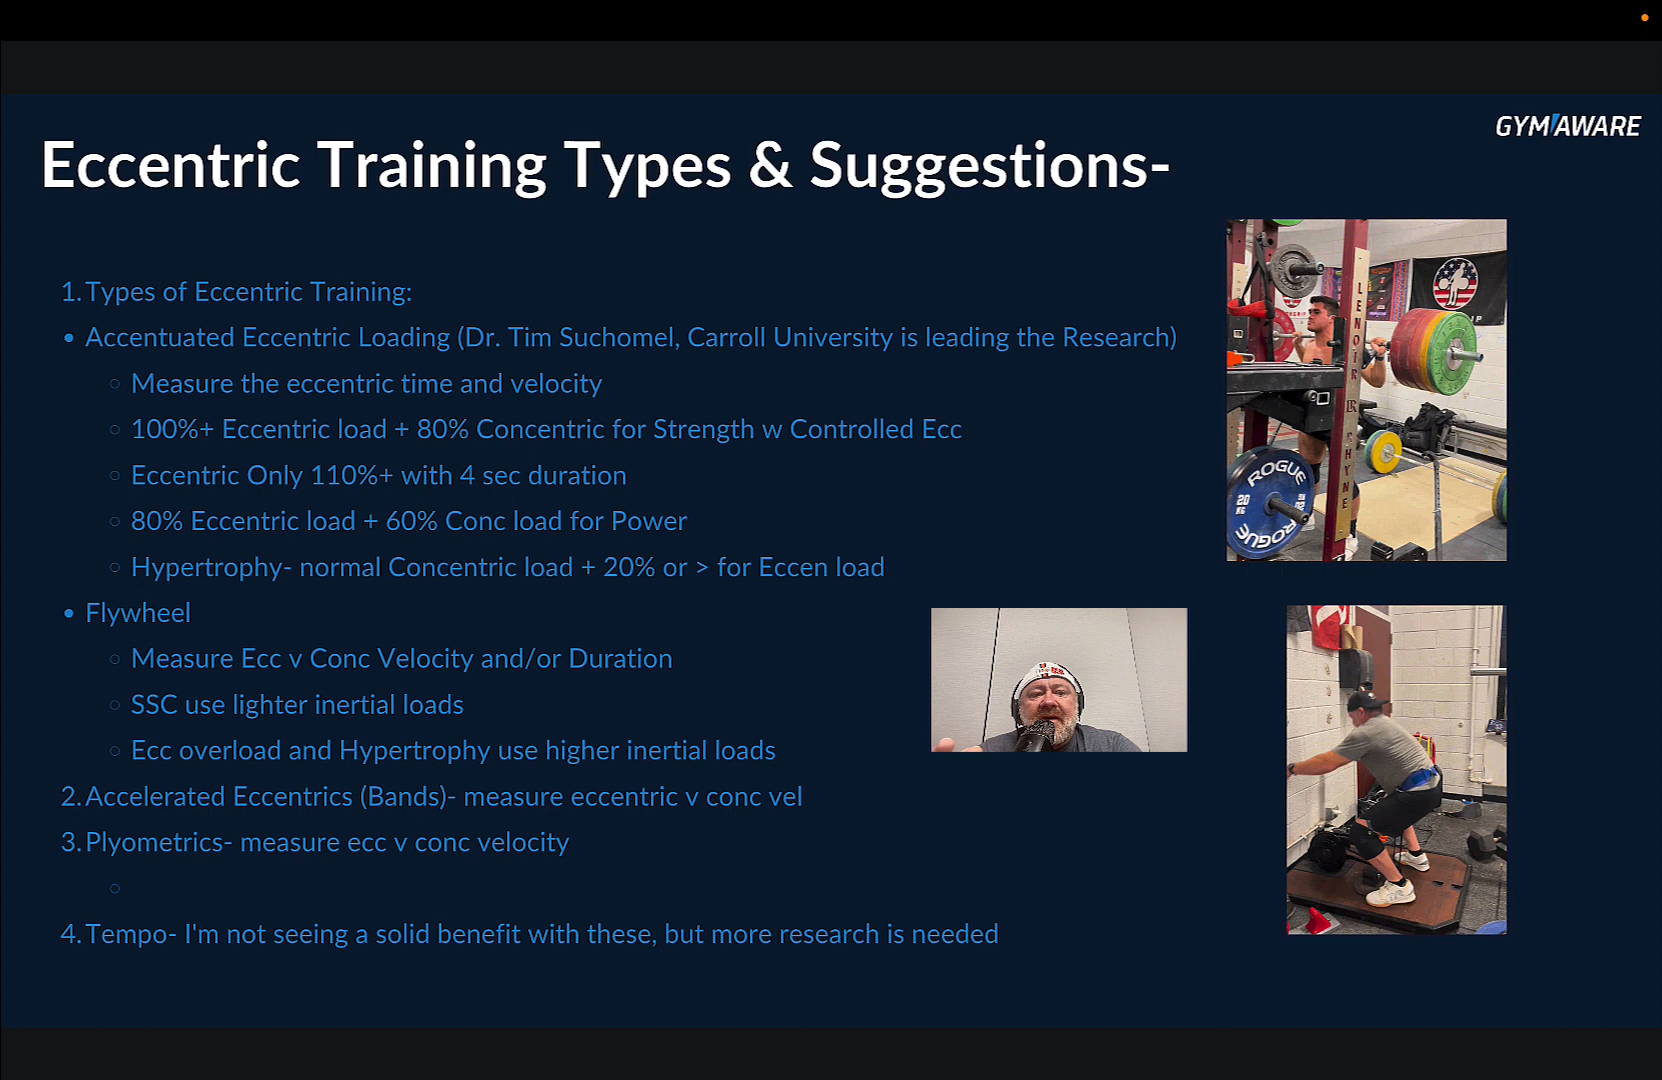 GYMAWARE
Eccentric Training Types & Suggestions-
1. Types of Eccentric Training:
• Accentuated Eccentric Loading (Dr. Tim Suchomel, Carroll University is leading the Research)
○ Measure the eccentric time and velocity
○ 100%+ Eccentric load + 80% Concentric for Strength w Controlled Ecc
○ Eccentric Only 110%+ with 4 sec duration
○ 80% Eccentric load + 60% Conc load for Power
○ Hypertrophy- normal Concentric load + 20% or > for Eccen load
• Flywheel
○ Measure Ecc v Conc Velocity and/or Duration
○ SSC use lighter inertial loads
○ Ecc overload and Hypertrophy use higher inertial loads
2. Accelerated Eccentrics (Bands)- measure eccentric v conc vel
3. Plyometrics- measure ecc v conc velocity
○
4. Tempo- I'm not seeing a solid benefit with these, but more research is needed
LENOIR RHYNE
ROGUE
20
KG
ROGUE